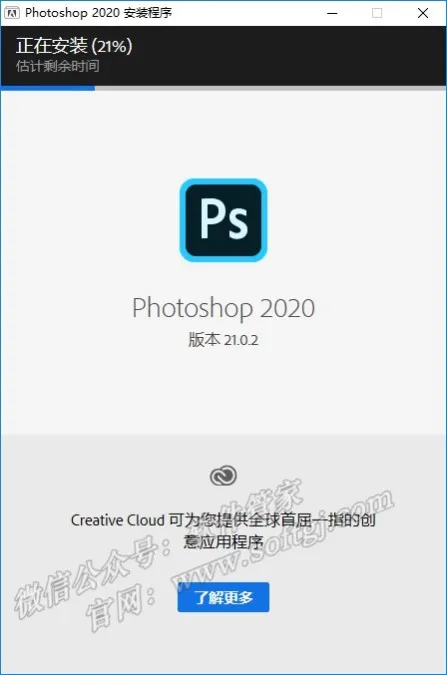 Photoshop 2020 安装程序
正在安装 (21%)
估计剩余时间
Ps
Photoshop 2020
版本 21.0.2
Creative Cloud 可为您提供全球首屈一指的创
意应用程序
了解更多
微信公众号：软件管家
官网：www.softgj.com